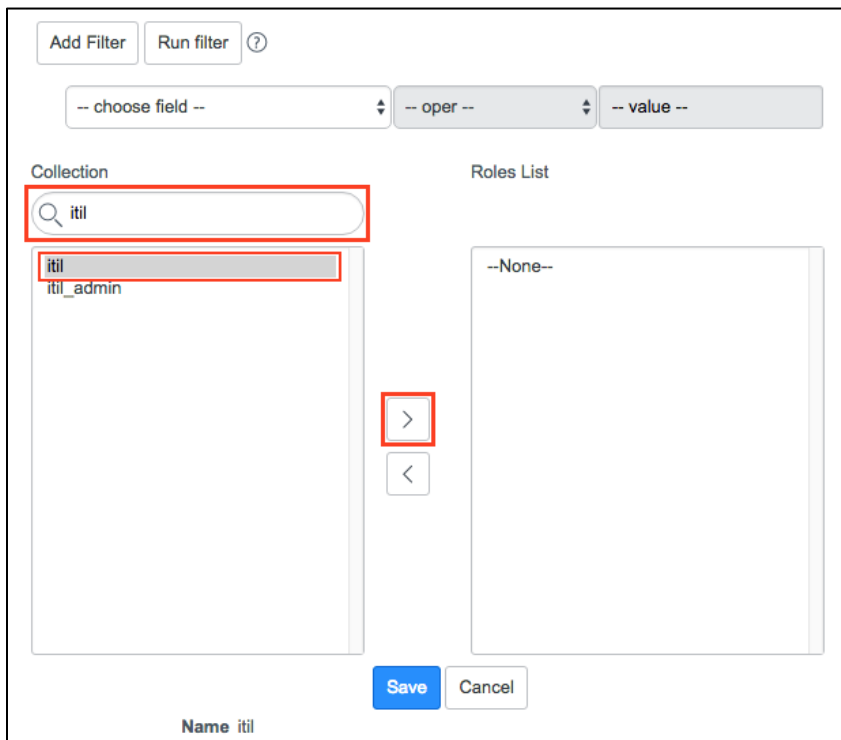 Add Filter Run filter ?
-- choose field -- -- oper -- -- value --
Collection Roles List
itil
itil --None--
itil_admin
>
<
Save Cancel
Name itil